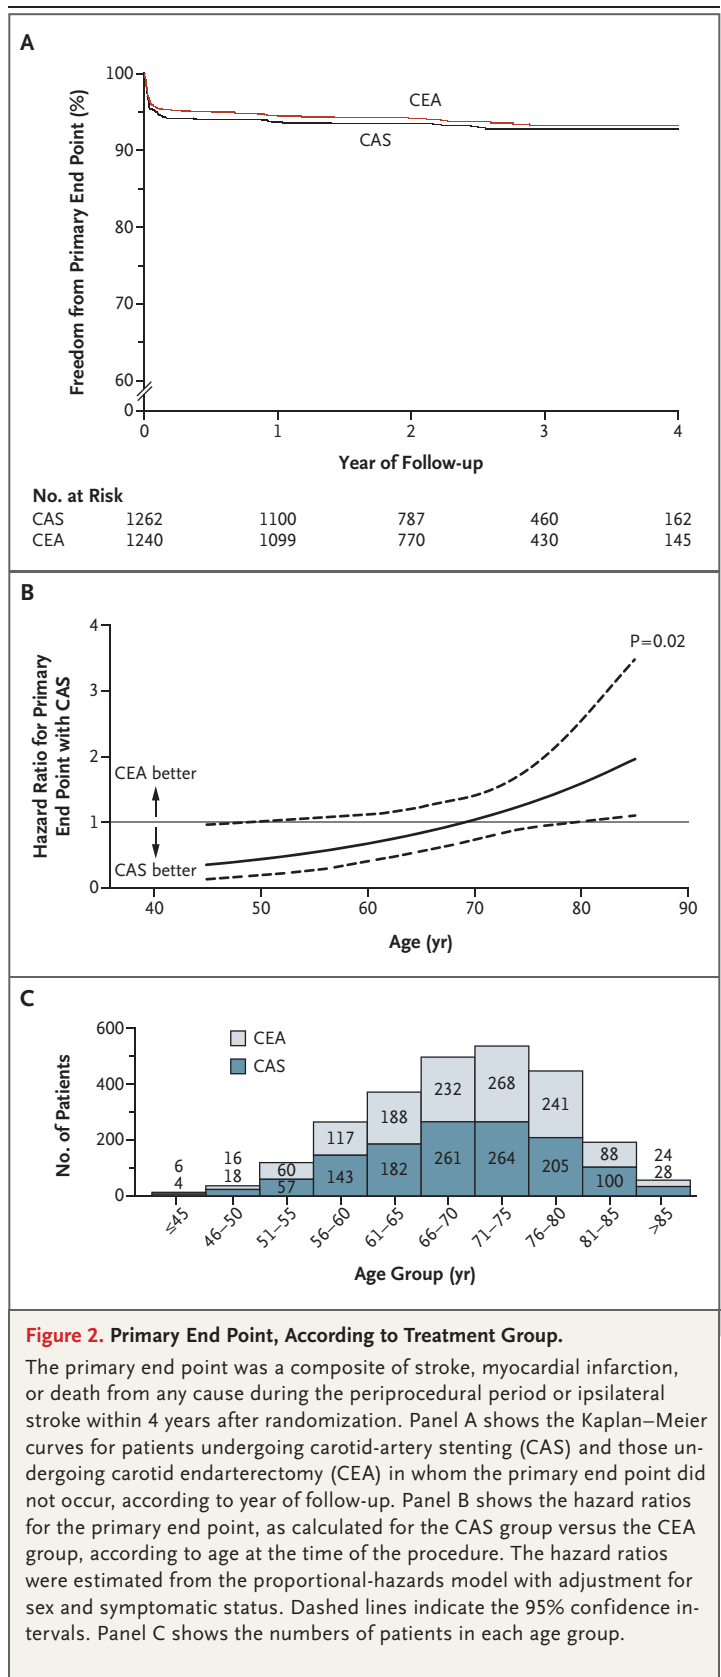 A
Freedom from Primary End Point (%)
100
90
80
70
60
0
CEA
CAS
0 1 2 3 4
Year of Follow-up
No. at Risk
CAS 1262 1100 787 460 162
CEA 1240 1099 770 430 145
B
Hazard Ratio for Primary
End Point with CAS
4
3
2
1
0
P=0.02
CEA better
CAS better
40 50 60 70 80 90
Age (yr)
C
No. of Patients
600
400
200
0
CEA
CAS
6 16 60 117 188 232 268 241 88 24
4 18 57 143 182 261 264 205 100 28
≤45 46–50 51–55 56–60 61–65 66–70 71–75 76–80 81–85 >85
Age Group (yr)
Figure 2. Primary End Point, According to Treatment Group.
The primary end point was a composite of stroke, myocardial infarction,
or death from any cause during the periprocedural period or ipsilateral
stroke within 4 years after randomization. Panel A shows the Kaplan–Meier
curves for patients undergoing carotid-artery stenting (CAS) and those un-
dergoing carotid endarterectomy (CEA) in whom the primary end point did
not occur, according to year of follow-up. Panel B shows the hazard ratios
for the primary end point, as calculated for the CAS group versus the CEA
group, according to age at the time of the procedure. The hazard ratios
were estimated from the proportional-hazards model with adjustment for
sex and symptomatic status. Dashed lines indicate the 95% confidence in-
tervals. Panel C shows the numbers of patients in each age group.